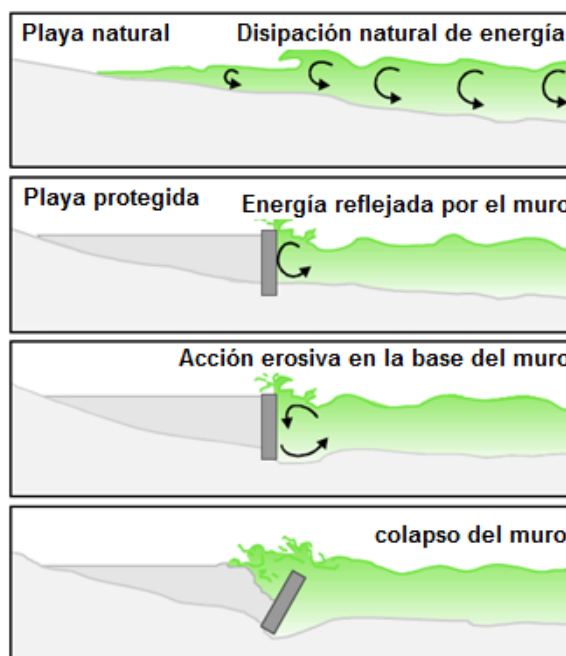 Playa natural
Disipación natural de energía
Playa protegida
Energía reflejada por el muro
Acción erosiva en la base del muro
colapso del muro